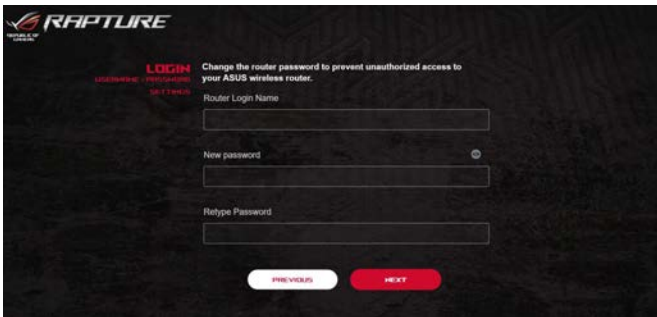 REPUBLIC OF
GAMERS
RAPTURE
LOGIN
USERNAME / PASSWORD
SETTINGS
Change the router password to prevent unauthorized access to
your ASUS wireless router.
Router Login Name
New password
Retype Password
PREVIOUS
NEXT